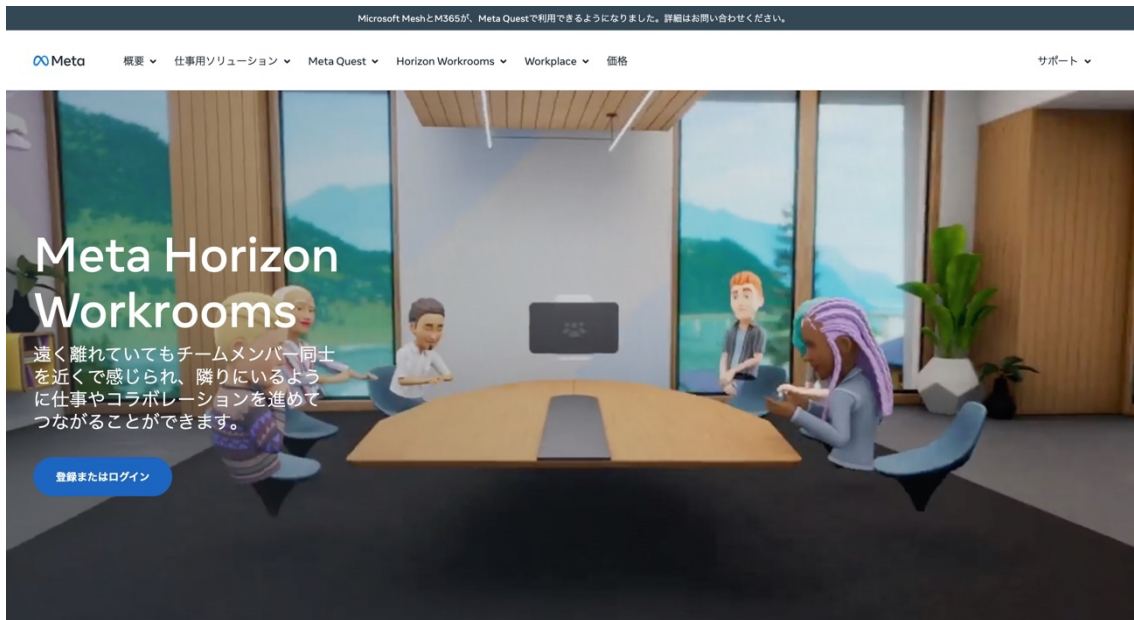 Microsoft MeshとM365が、Meta Questで利用できるようになりました。詳細はお問い合わせください。
Meta 概要 仕事用ソリューション Meta Quest Horizon Workrooms Workplace 価格 サポート
Meta Horizon
Workrooms
遠く離れていてもチームメンバー同士
を近くで感じられ、隣りにいるよう
に仕事やコラボレーションを進めて
つながることができます。
登録またはログイン